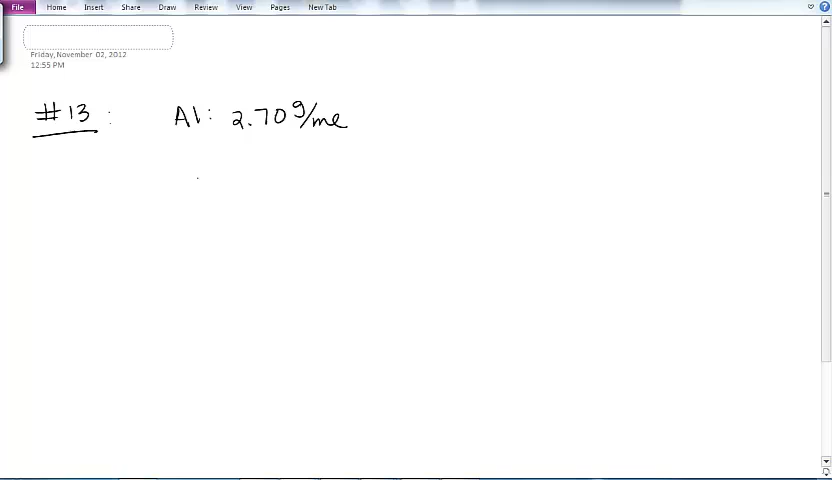 File Home Insert Share Draw Review View Pages New Tab
Friday, November 02, 2012
12:55 PM
#13 : Al: 2.70 g/ml